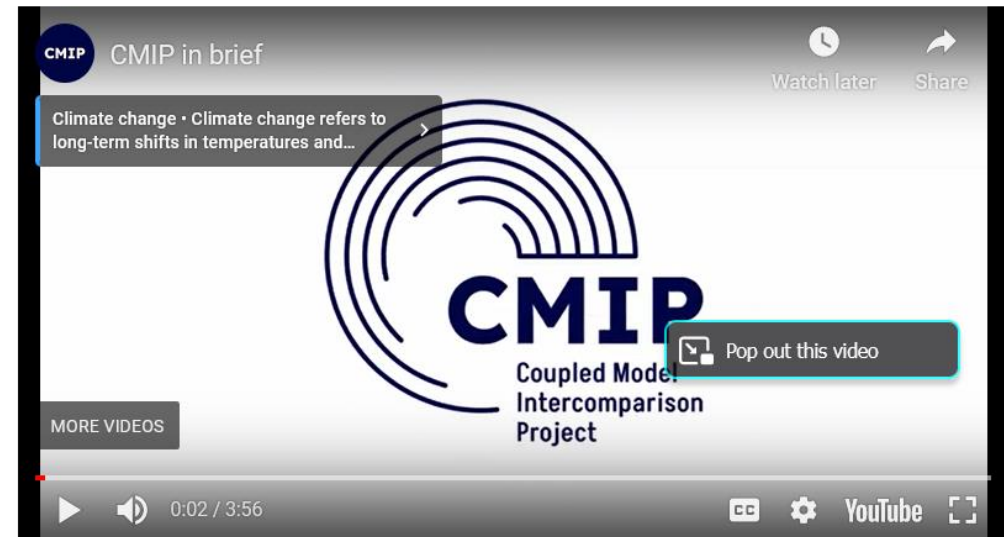 CMIP
CMIP in brief
Watch later
Share
Climate change • Climate change refers to
long-term shifts in temperatures and...
CMIP
Pop out this video
Coupled Model
Intercomparison
Project
MORE VIDEOS
0:02 / 3:56
CC
YouTube